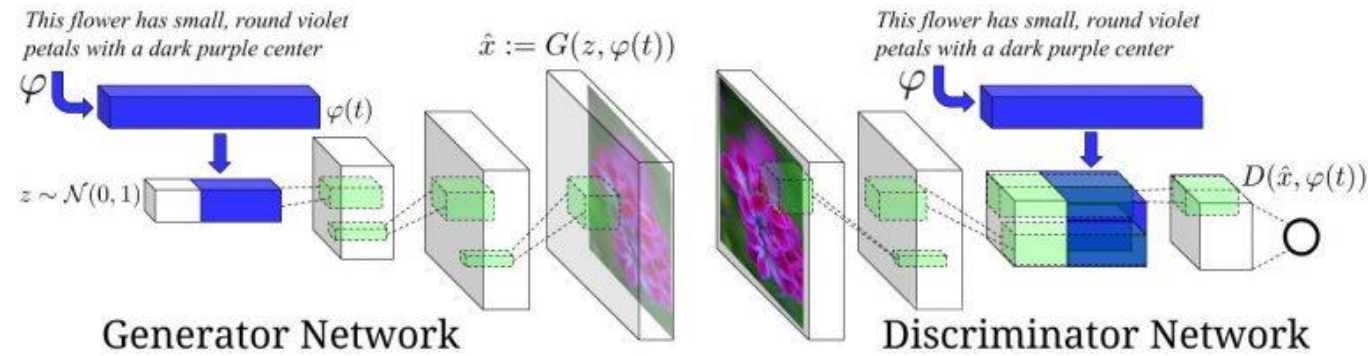 This flower has small, round violet
petals with a dark purple center
φ
φ(t)
z ∼ 𝒩(0, 1)
x̂ := G(z, φ(t))
Generator Network
This flower has small, round violet
petals with a dark purple center
φ
D(x̂, φ(t))
Discriminator Network